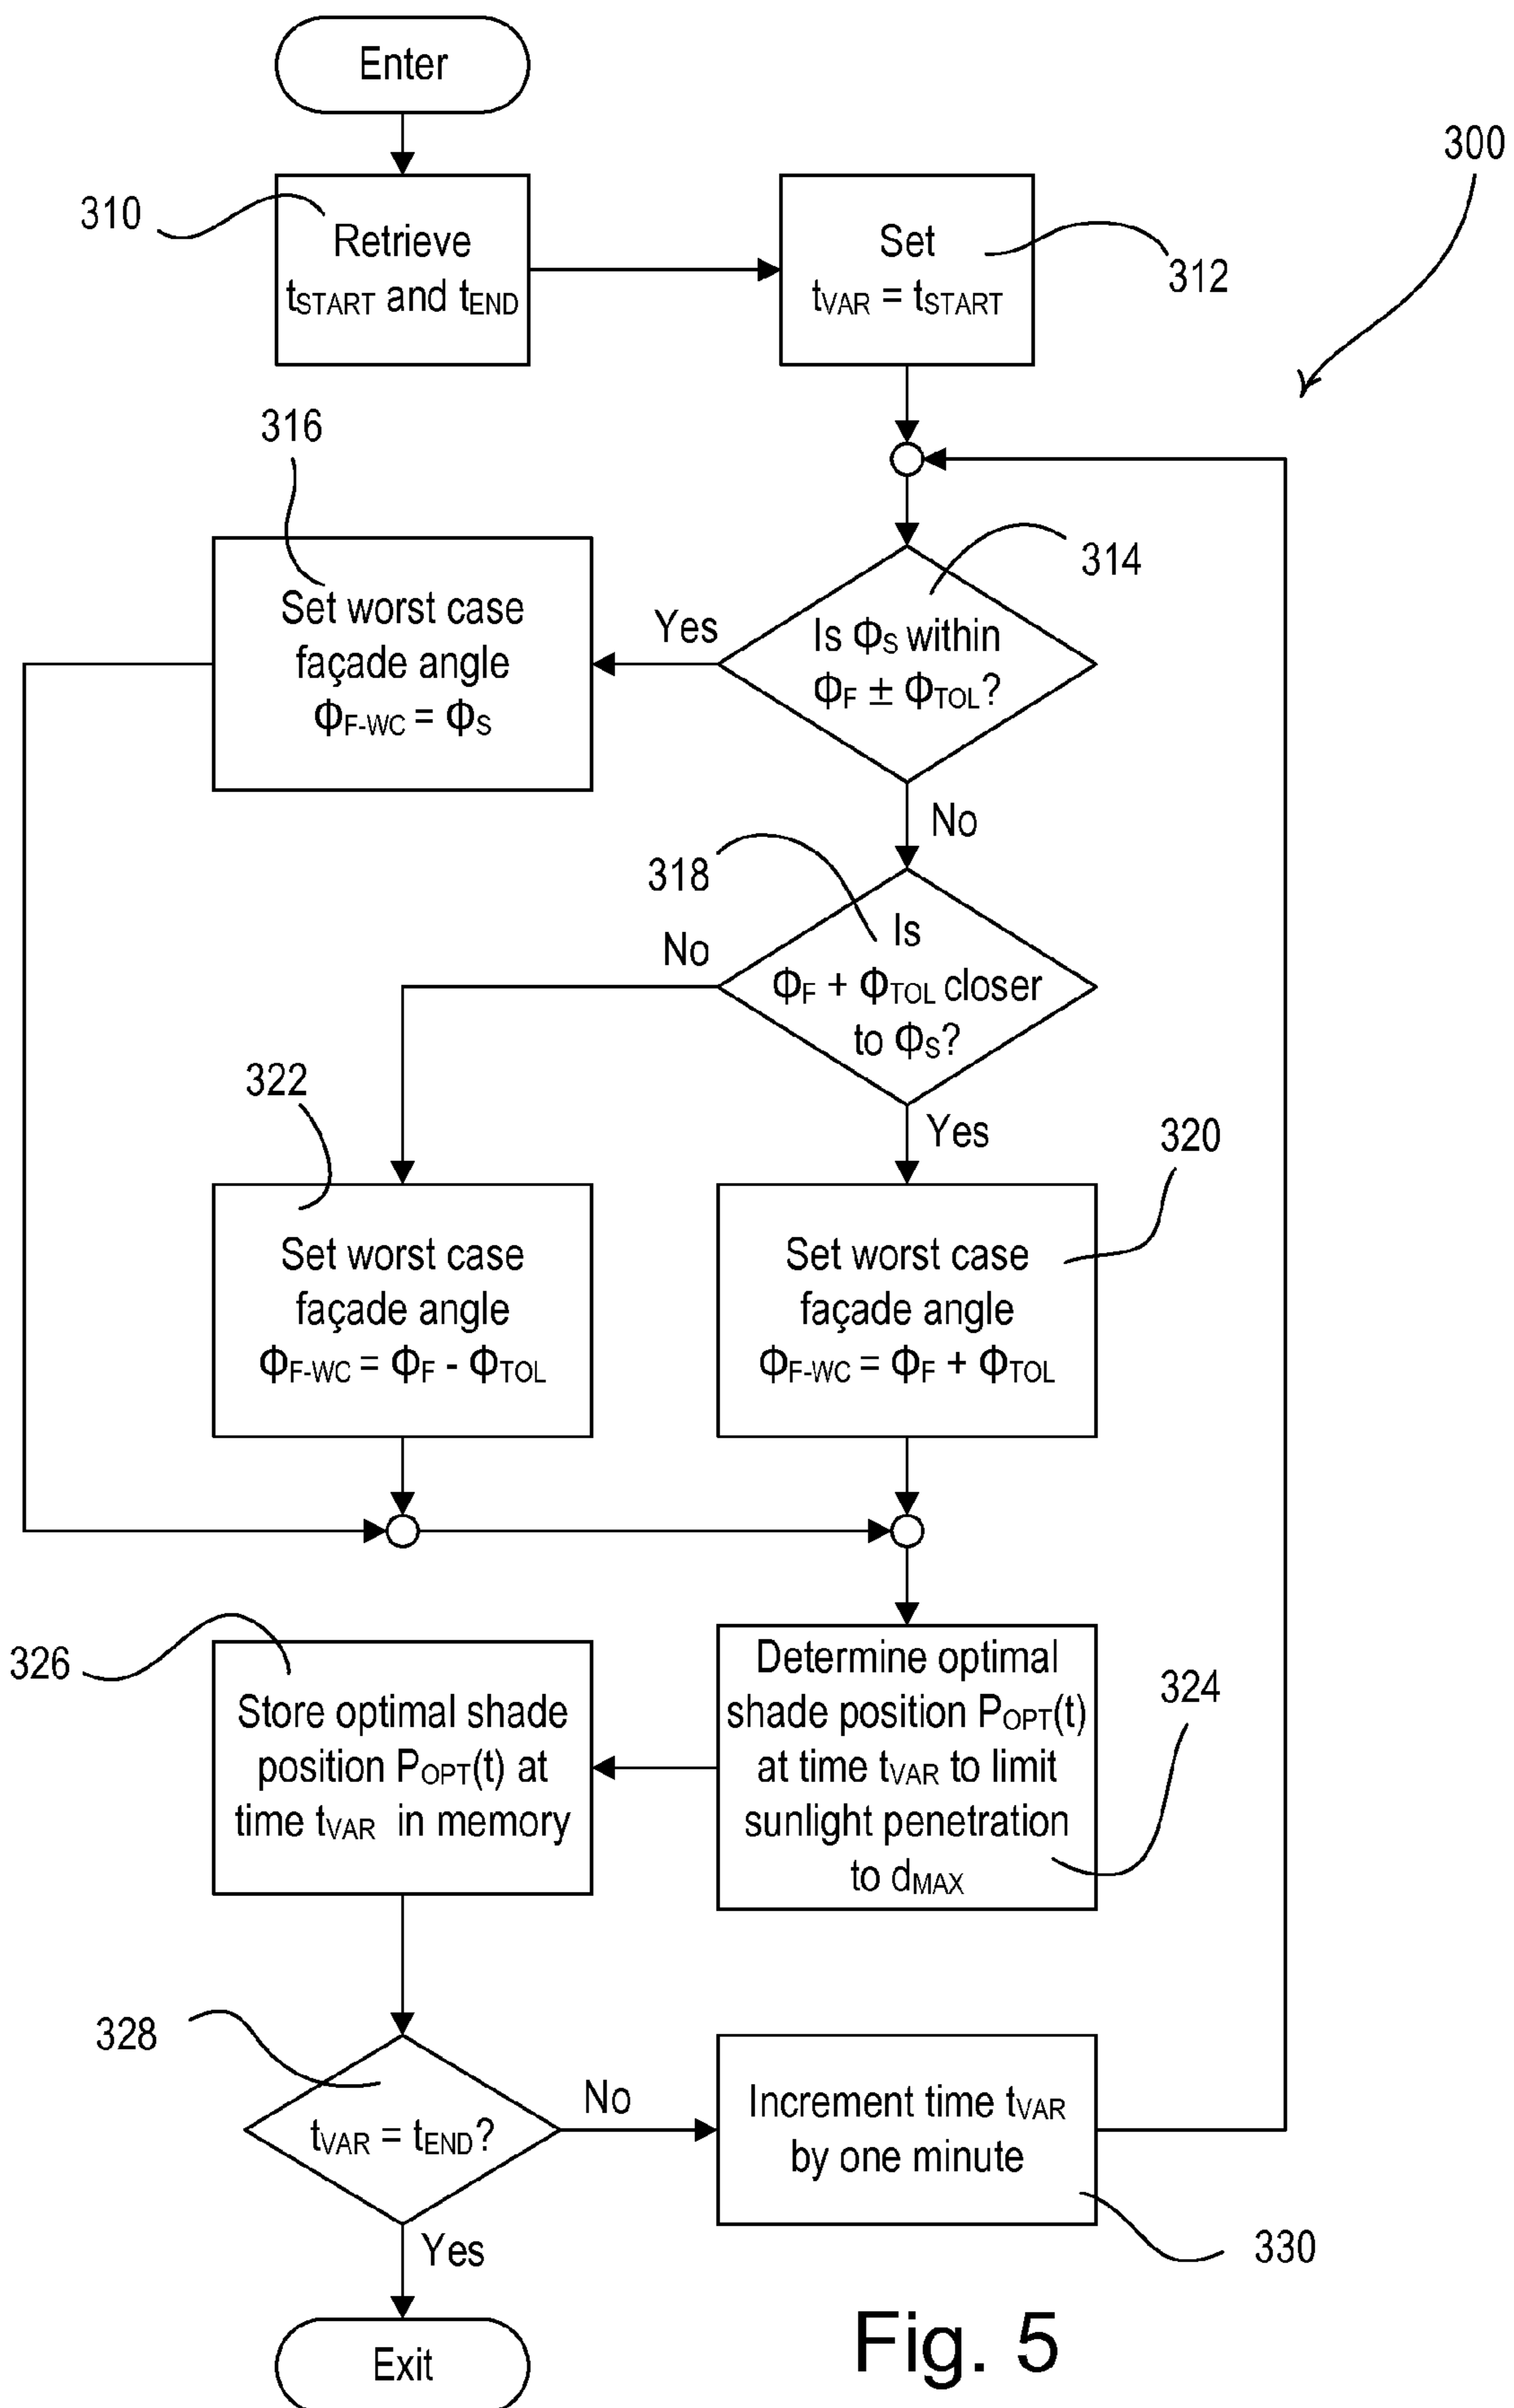 Enter
300
310
Retrieve
tSTART and tEND
Set
tVAR = tSTART
312
316
314
Set worst case
façade angle
ΦF-WC = ΦS
Yes
Is ΦS within
ΦF ± ΦTOL?
No
318
No
Is
ΦF + ΦTOL closer
to ΦS?
322
Yes
320
Set worst case
façade angle
ΦF-WC = ΦF - ΦTOL
Set worst case
façade angle
ΦF-WC = ΦF + ΦTOL
326
Store optimal shade
position POPT(t) at
time tVAR in memory
Determine optimal
shade position POPT(t)
at time tVAR to limit
sunlight penetration
to dMAX
324
328
tVAR = tEND?
No
Increment time tVAR
by one minute
330
Yes
Exit
Fig. 5